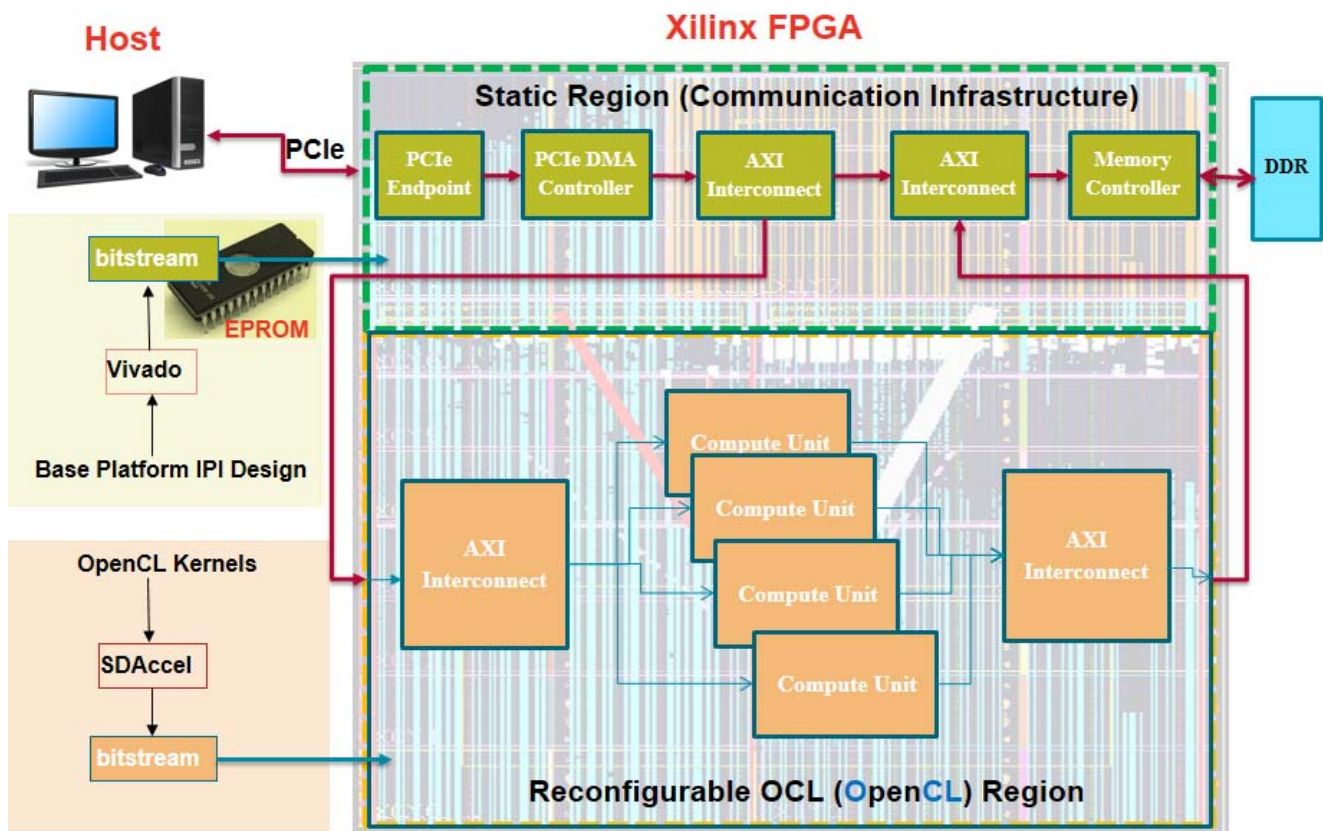 Host
Xilinx FPGA
Static Region (Communication Infrastructure)
PCIe
PCIe
Endpoint
PCIe DMA
Controller
AXI
Interconnect
AXI
Interconnect
Memory
Controller
DDR
bitstream
EPROM
Vivado
Base Platform IPI Design
OpenCL Kernels
SDAccel
bitstream
AXI
Interconnect
Compute Unit
Compute Unit
Compute Unit
Compute Unit
AXI
Interconnect
Reconfigurable OCL (OpenCL) Region